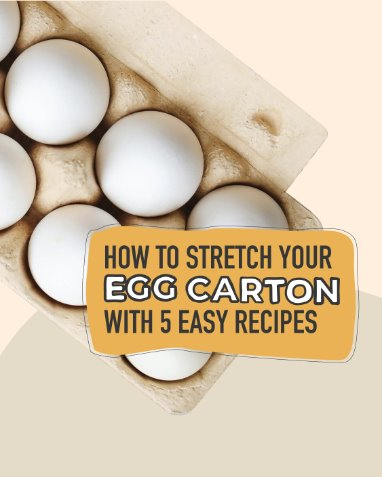 HOW TO STRETCH YOUR
EGG CARTON
WITH 5 EASY RECIPES